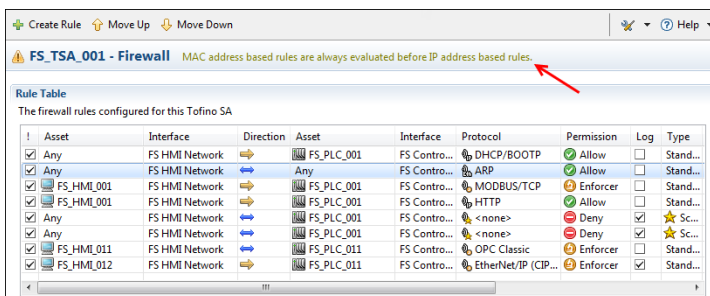 Create Rule Move Up Move Down Help
FS_TSA_001 - Firewall MAC address based rules are always evaluated before IP address based rules.
Rule Table
The firewall rules configured for this Tofino SA
! Asset Interface Direction Asset Interface Protocol Permission Log Type
Any FS HMI Network FS_PLC_001 FS Contro... DHCP/BOOTP Allow Stand...
Any FS HMI Network Any FS Contro... ARP Allow Stand...
FS_HMI_001 FS HMI Network FS_PLC_001 FS Contro... MODBUS/TCP Enforcer Stand...
FS_HMI_001 FS HMI Network FS_PLC_001 FS Contro... HTTP Allow Stand...
Any FS HMI Network FS_PLC_001 FS Contro... <none> Deny Sc...
Any FS HMI Network FS_PLC_001 FS Contro... <none> Deny Sc...
FS_HMI_011 FS HMI Network FS_PLC_011 FS Contro... OPC Classic Enforcer Stand...
FS_HMI_012 FS HMI Network FS_PLC_011 FS Contro... EtherNet/IP (CIP... Enforcer Stand...